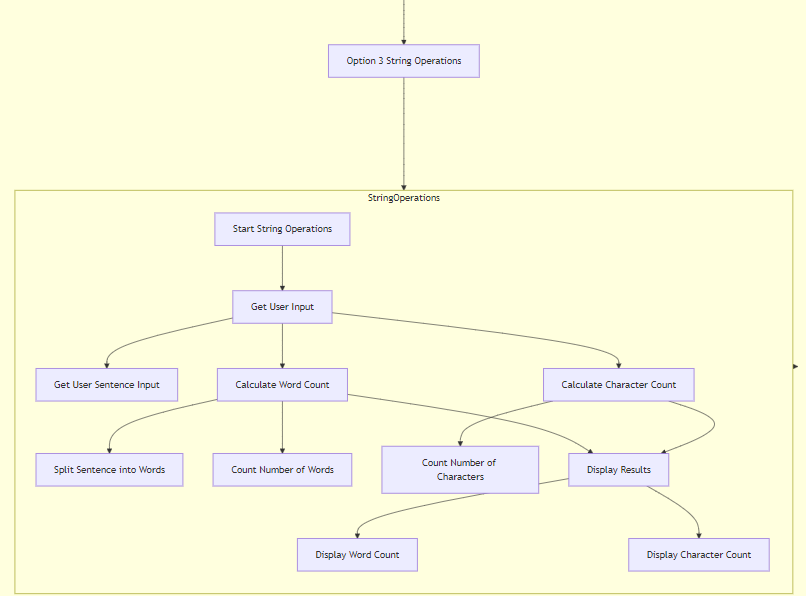 Option 3 String Operations
StringOperations
Start String Operations
Get User Input
Get User Sentence Input
Calculate Word Count
Calculate Character Count
Split Sentence into Words
Count Number of Words
Count Number of
Characters
Display Results
Display Word Count
Display Character Count